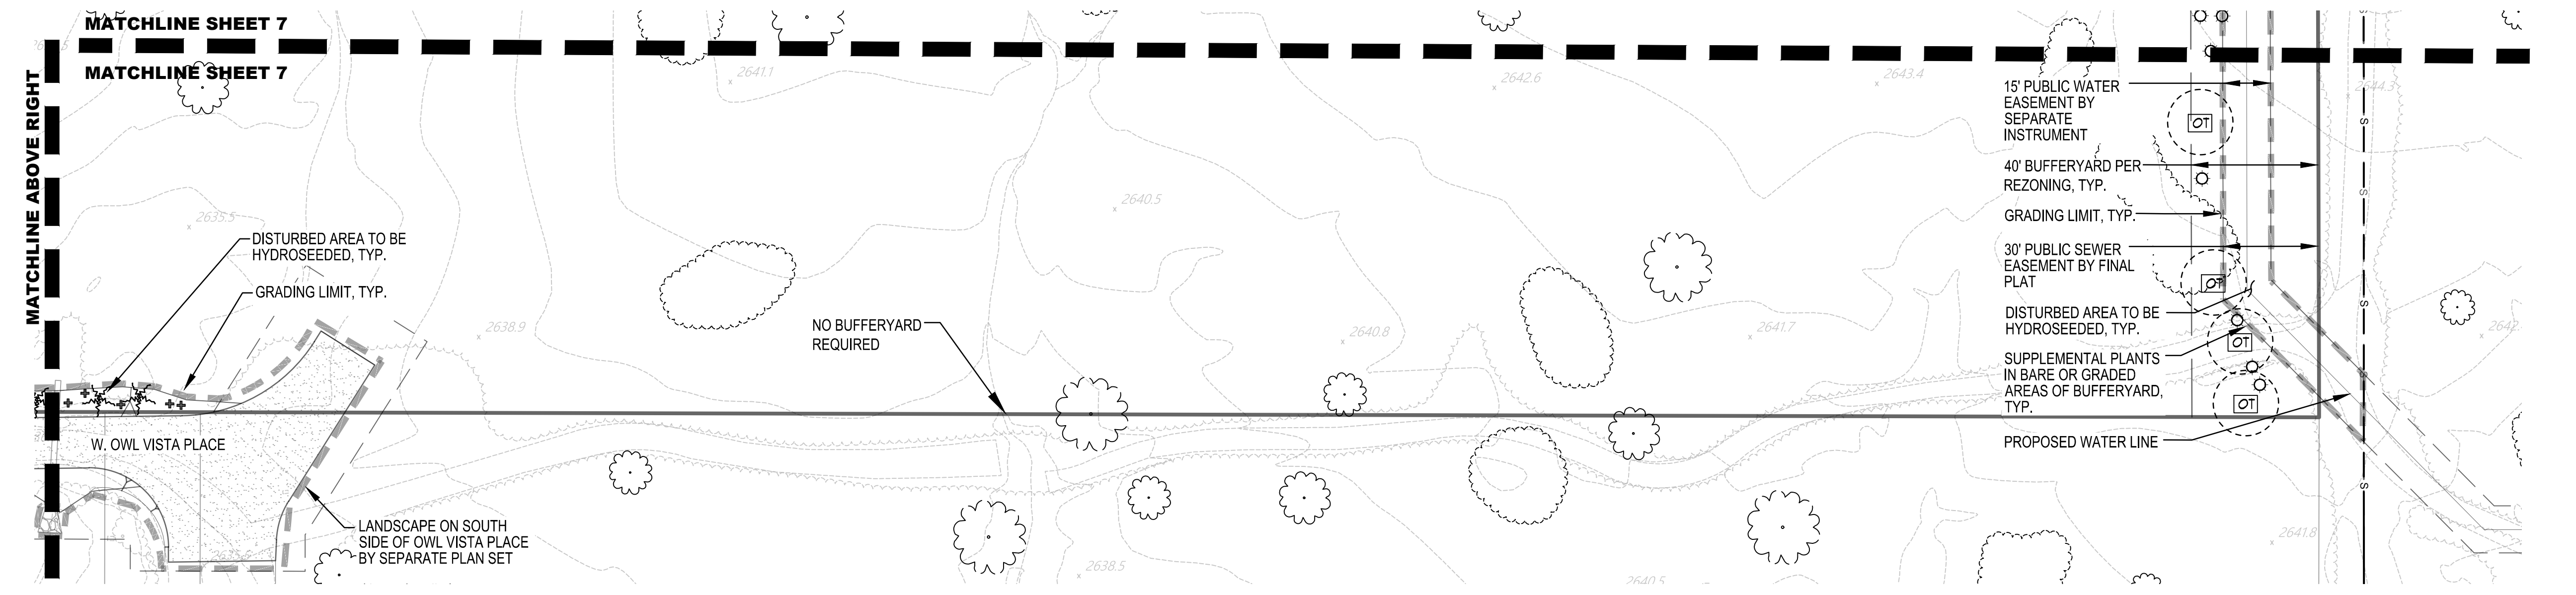 MATCHLINE SHEET 7
MATCHLINE SHEET 7
MATCHLINE ABOVE RIGHT
2641.1
2642.6
2643.4
2644.3
15' PUBLIC WATER
EASEMENT BY
SEPARATE
INSTRUMENT
OT
S
40' BUFFERYARD PER
REZONING, TYP.
S
2640.5
2635.5
GRADING LIMIT, TYP.
DISTURBED AREA TO BE
HYDROSEEDED, TYP.
30' PUBLIC SEWER
EASEMENT BY FINAL
PLAT
OT
GRADING LIMIT, TYP.
S
DISTURBED AREA TO BE
HYDROSEEDED, TYP.
2638.9
NO BUFFERYARD
REQUIRED
2640.8
2641.7
2642
OT
SUPPLEMENTAL PLANTS
IN BARE OR GRADED
AREAS OF BUFFERYARD,
TYP.
OT
W. OWL VISTA PLACE
PROPOSED WATER LINE
S
LANDSCAPE ON SOUTH
SIDE OF OWL VISTA PLACE
BY SEPARATE PLAN SET
2641.8
2638.5
2640.5